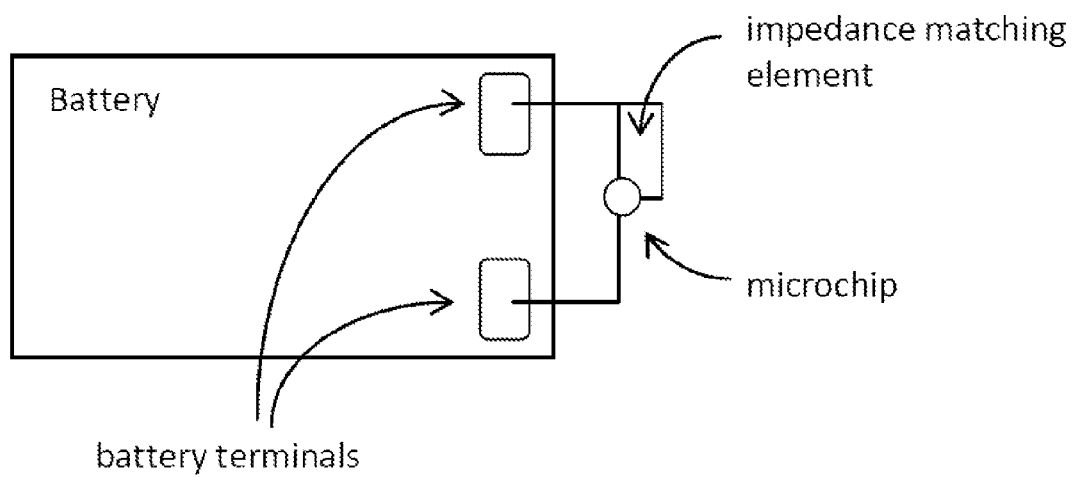 impedance matching
element
Battery
microchip
battery terminals